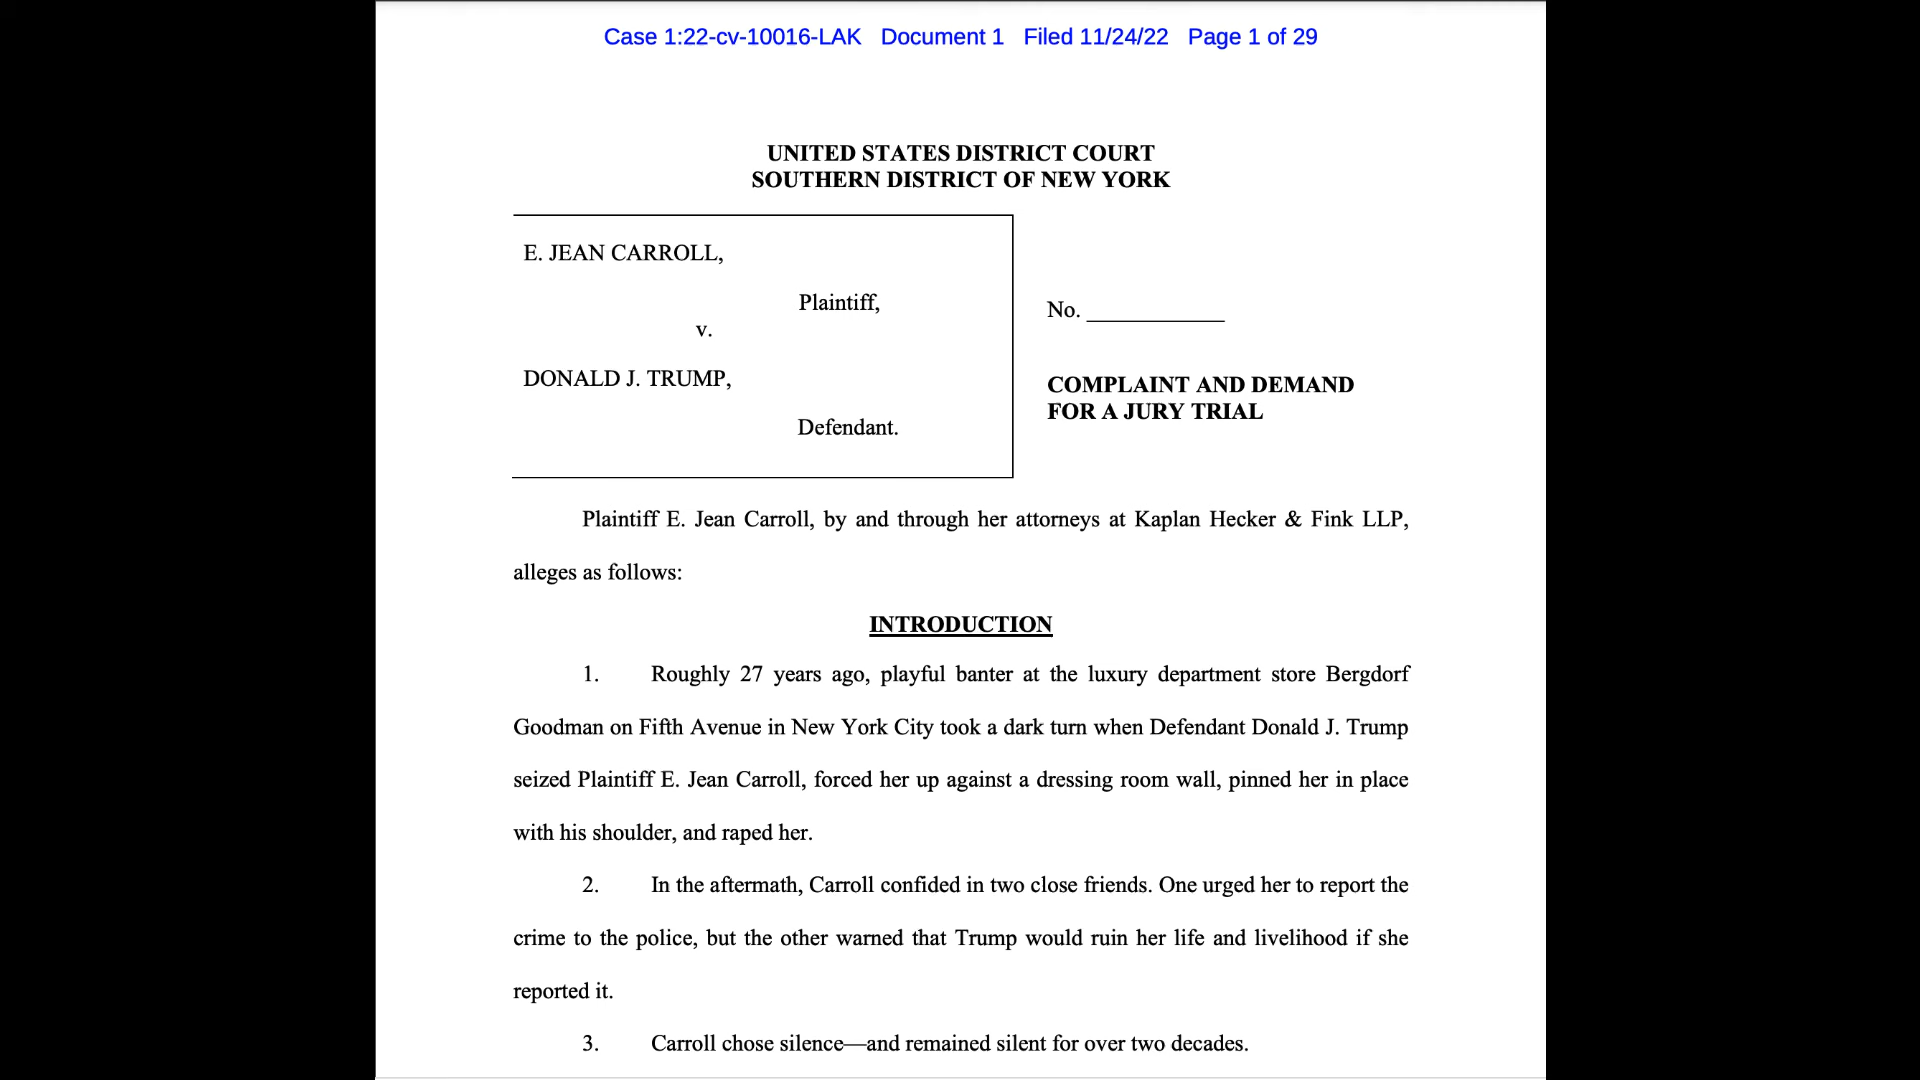 Case 1:22-cv-10016-LAK Document 1 Filed 11/24/22 Page 1 of 29
UNITED STATES DISTRICT COURT
SOUTHERN DISTRICT OF NEW YORK
E. JEAN CARROLL,
Plaintiff,
v.
DONALD J. TRUMP,
Defendant.
No. ____________
COMPLAINT AND DEMAND
FOR A JURY TRIAL
Plaintiff E. Jean Carroll, by and through her attorneys at Kaplan Hecker & Fink LLP,
alleges as follows:
INTRODUCTION
1. Roughly 27 years ago, playful banter at the luxury department store Bergdorf
Goodman on Fifth Avenue in New York City took a dark turn when Defendant Donald J. Trump
seized Plaintiff E. Jean Carroll, forced her up against a dressing room wall, pinned her in place
with his shoulder, and raped her.
2. In the aftermath, Carroll confided in two close friends. One urged her to report the
crime to the police, but the other warned that Trump would ruin her life and livelihood if she
reported it.
3. Carroll chose silence—and remained silent for over two decades.